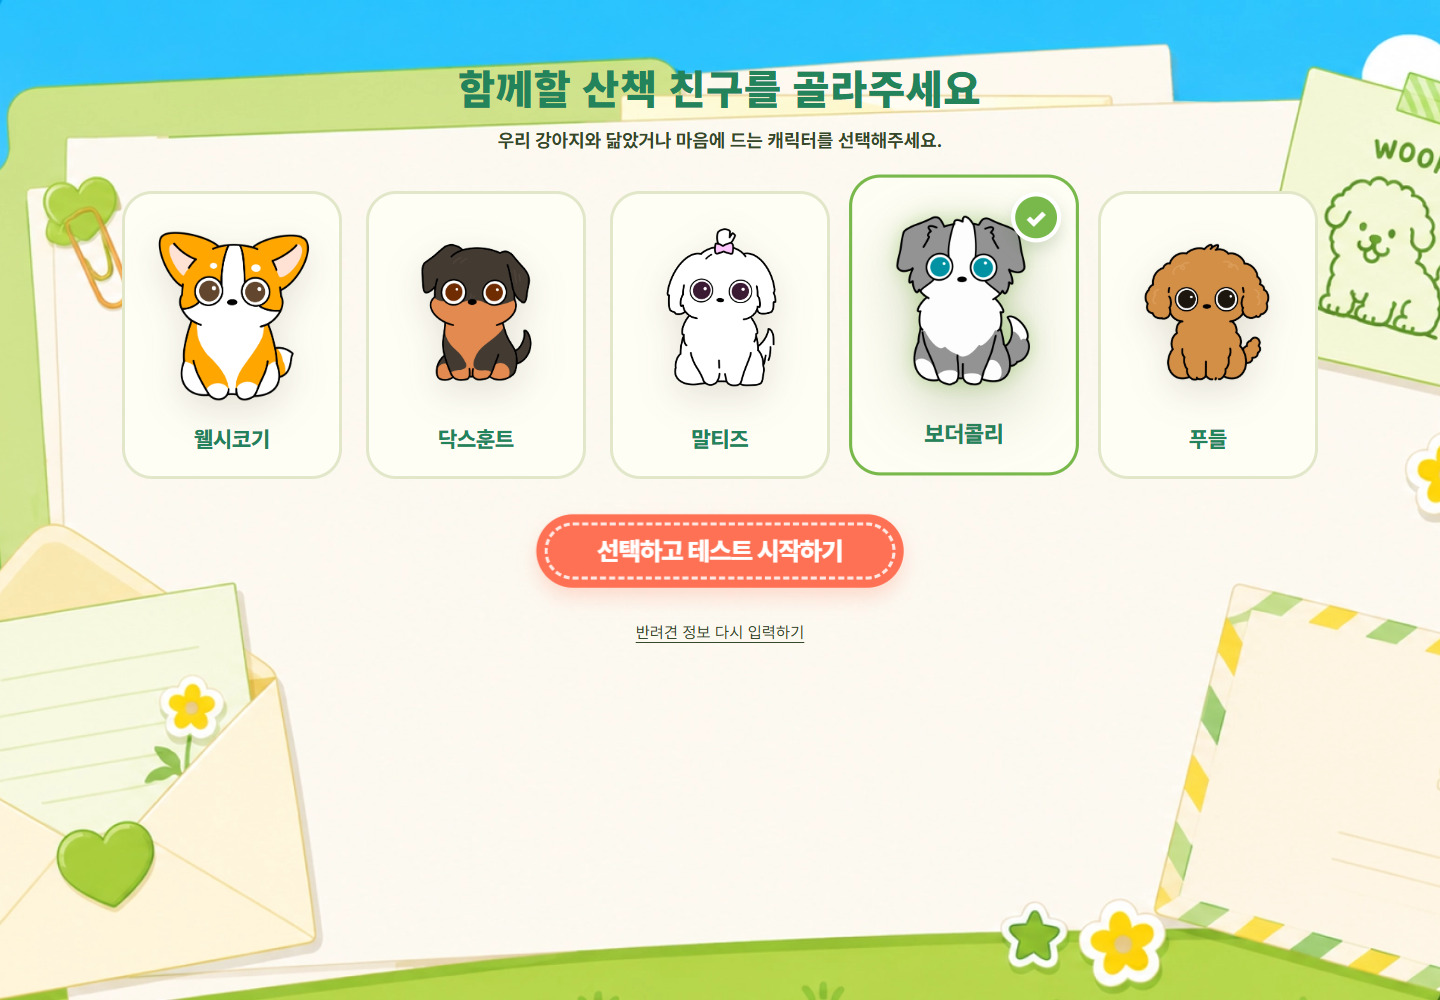 함께할 산책 친구를 골라주세요
우리 강아지와 닮았거나 마음에 드는 캐릭터를 선택해주세요.
웰시코기
닥스훈트
말티즈
보더콜리
푸들
선택하고 테스트 시작하기
반려견 정보 다시 입력하기